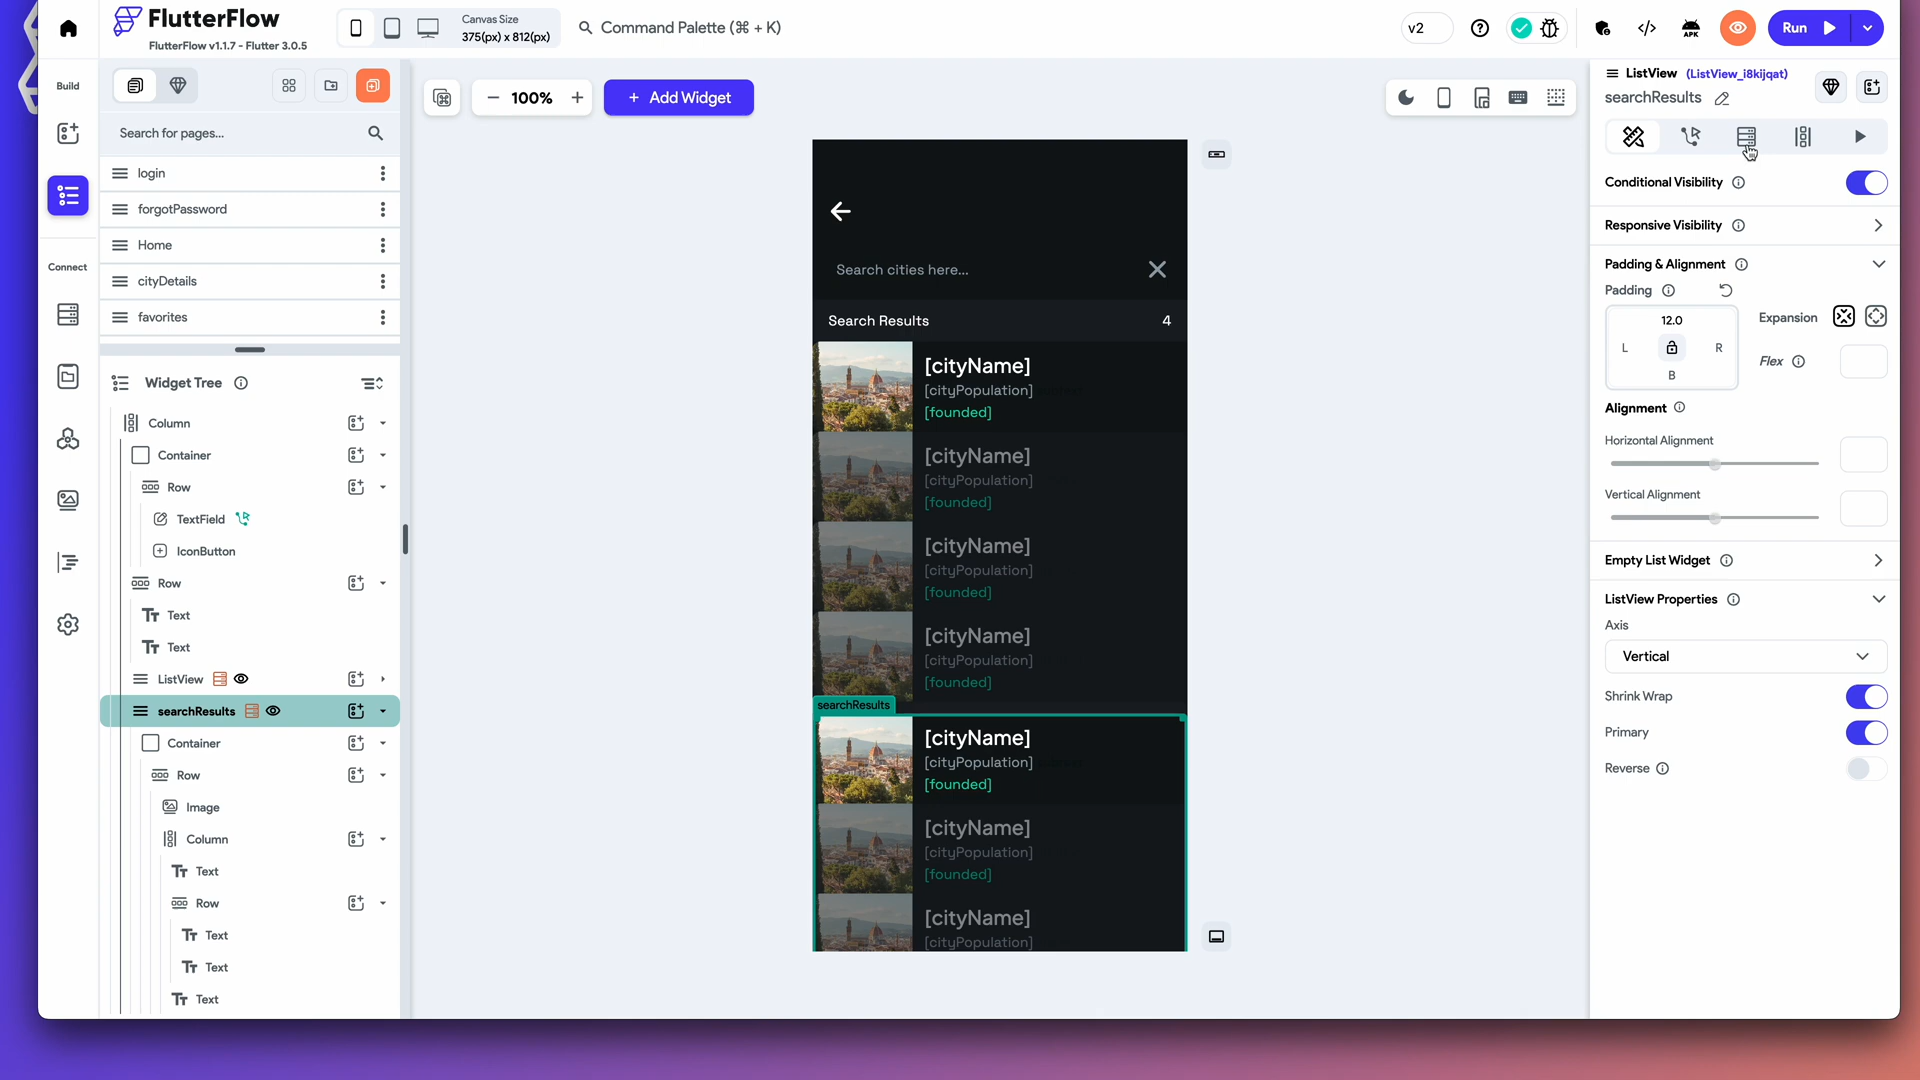 FlutterFlow
FlutterFlow v1.1.7 - Flutter 3.0.5
Canvas Size
375(px) x 812(px)
Command Palette (⌘ + K)
v2
APK
Run
Build
Connect
Search for pages...
login
forgotPassword
Home
cityDetails
favorites
Widget Tree
Column
Container
Row
TextField
IconButton
Row
Text
Text
ListView
searchResults
Container
Row
Image
Column
Text
Row
Text
Text
Text
100%
+ Add Widget
Search cities here...
Search Results 4
[cityName]
[cityPopulation]
[founded]
[cityName]
[cityPopulation]
[founded]
[cityName]
[cityPopulation]
[founded]
[cityName]
[cityPopulation]
[founded]
searchResults
[cityName]
[cityPopulation]
[founded]
[cityName]
[cityPopulation]
[founded]
[cityName]
[cityPopulation]
ListView (ListView_i8kijqat)
searchResults
Conditional Visibility
Responsive Visibility
Padding & Alignment
Padding
12.0
L
R
B
Expansion
Flex
Alignment
Horizontal Alignment
Vertical Alignment
Empty List Widget
ListView Properties
Axis
Vertical
Shrink Wrap
Primary
Reverse